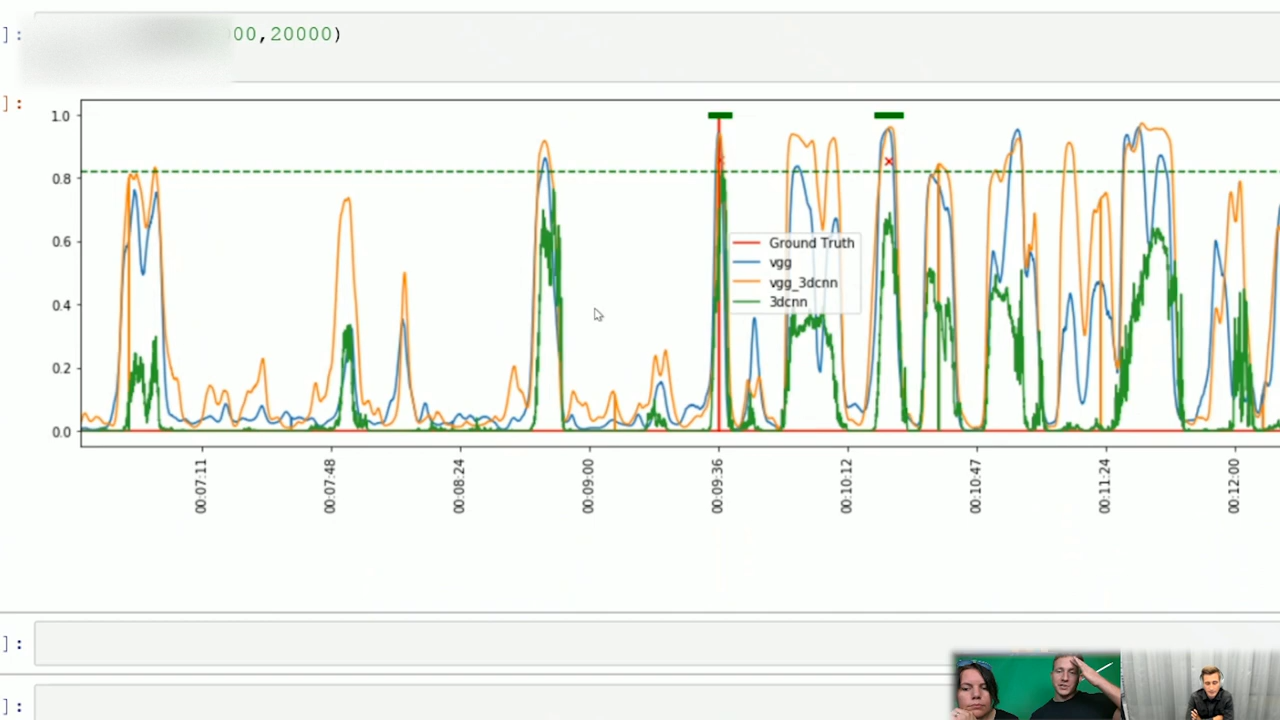 ]: 00,20000)
]:
1.0
0.8
0.6
0.4
0.2
0.0
Ground Truth
vgg
vgg_3dcnn
3dcnn
00:07:11 00:07:48 00:08:24 00:09:00 00:09:36 00:10:12 00:10:47 00:11:24 00:12:00
]:
]: